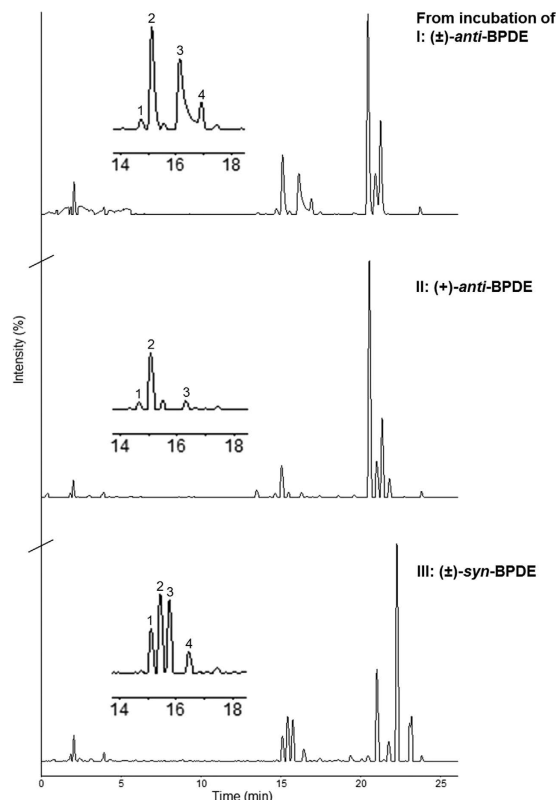 From incubation of
I: (±)-anti-BPDE
2
3
1
4
14 16 18
II: (+)-anti-BPDE
2
1
3
14 16 18
Intensity (%)
III: (±)-syn-BPDE
2
3
1
4
14 16 18
0 5 10 15 20 25
Time (min)